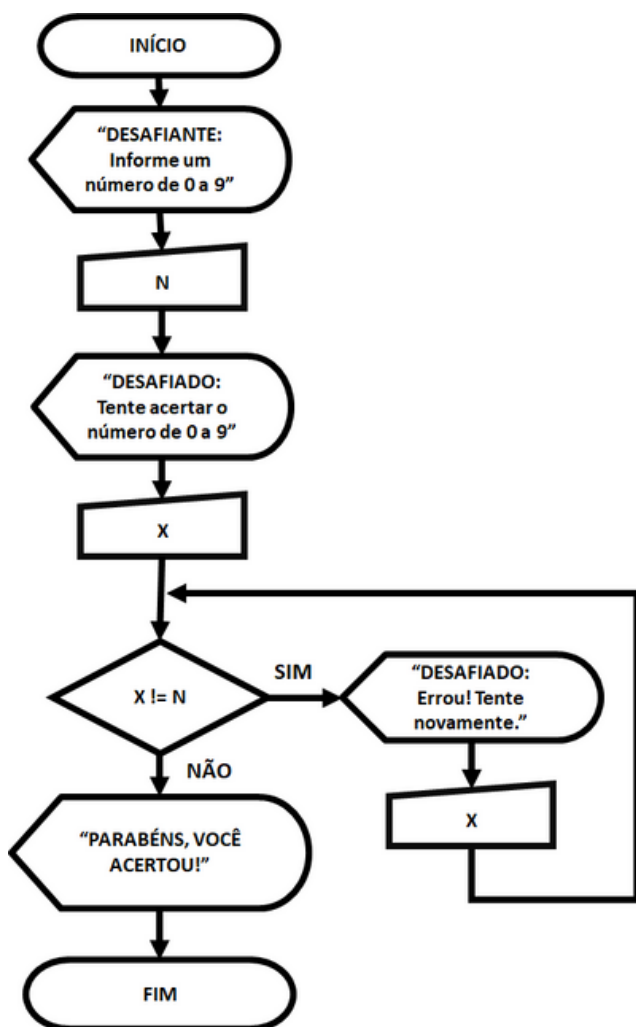 INÍCIO
“DESAFIANTE:
Informe um
número de 0 a 9”
N
“DESAFIADO:
Tente acertar o
número de 0 a 9”
X
X != N
SIM
“DESAFIADO:
Errou! Tente
novamente.”
X
NÃO
“PARABÉNS, VOCÊ
ACERTOU!”
FIM